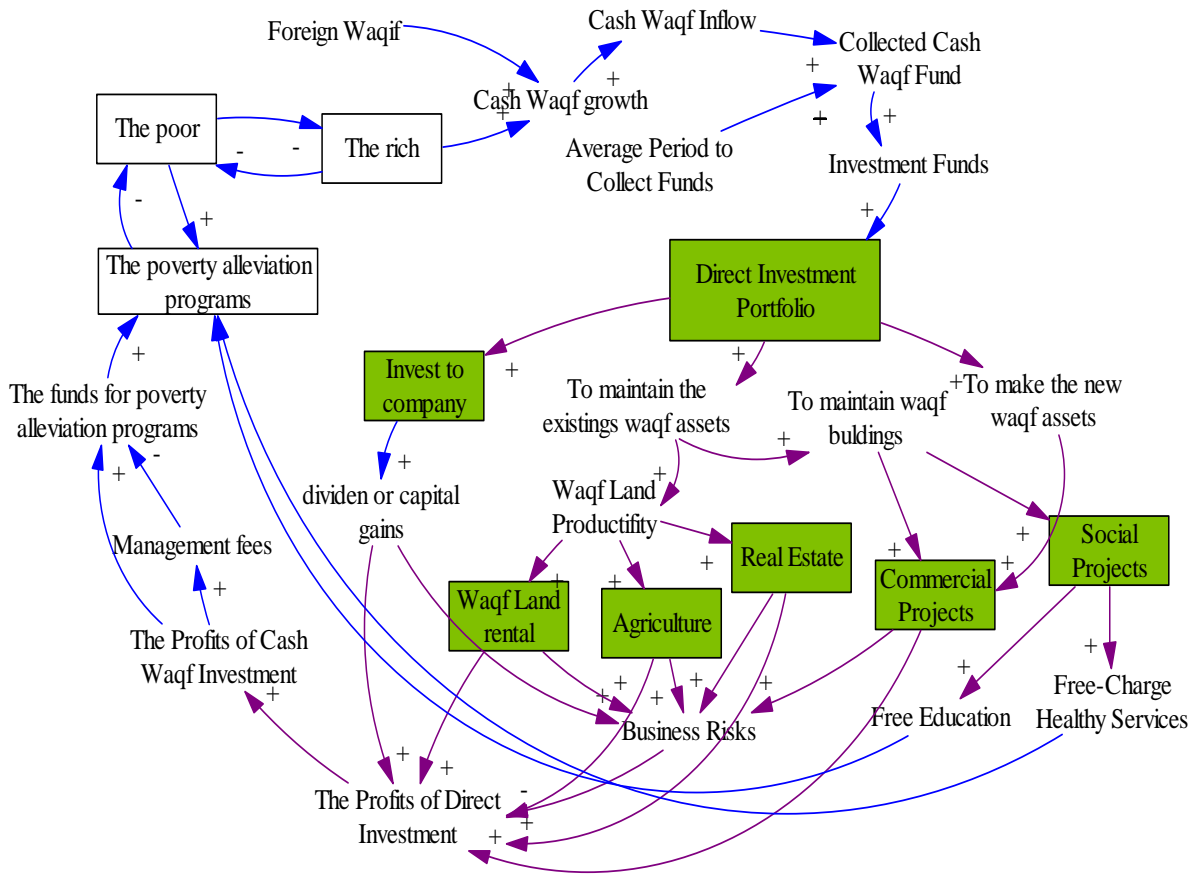 Foreign Waqif
Cash Waqf Inflow
Collected Cash
Waqf Fund
+
+
+
Cash Waqf growth
+
+
The poor
The rich
-
-
Average Period to
Collect Funds
+
-
+
Investment Funds
+
-
+
The poverty alleviation
programs
Direct Investment
Portfolio
+
+
+
+
Invest to
company
The funds for poverty
alleviation programs
To maintain the
existings waqf assets
To maintain waqf
buldings
To make the new
waqf assets
+
-
+
+
+
dividen or capital
gains
Waqf Land
Productifity
Management fees
+
+
+
+
+
+
+
Real Estate
Social
Projects
Waqf Land
rental
Agriculture
Commercial
Projects
The Profits of Cash
Waqf Investment
+
+
+
+
+
+
+
+
Free-Charge
Healthy Services
Free Education
Business Risks
+
+
The Profits of Direct
Investment
-
+
+